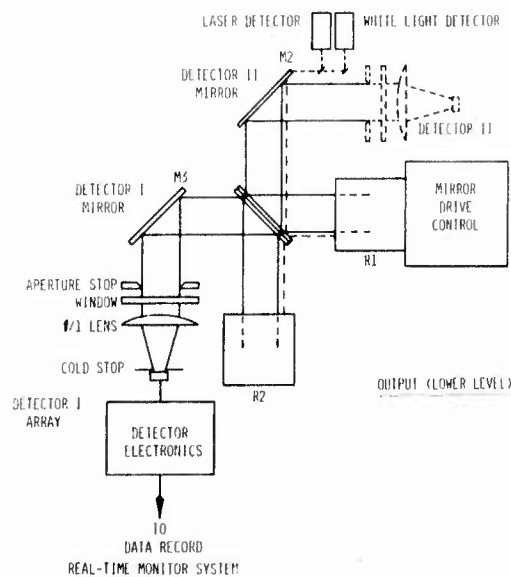 LASER DETECTOR
WHITE LIGHT DETECTOR
M2
DETECTOR II
MIRROR
DETECTOR II
M3
DETECTOR I
MIRROR
MIRROR
DRIVE
CONTROL
R1
APERTURE STOP
WINDOW
f/1 LENS
COLD STOP
R2
OUTPUT (LOWER LEVEL)
DETECTOR I
ARRAY
DETECTOR
ELECTRONICS
TO
DATA RECORD
REAL-TIME MONITOR SYSTEM